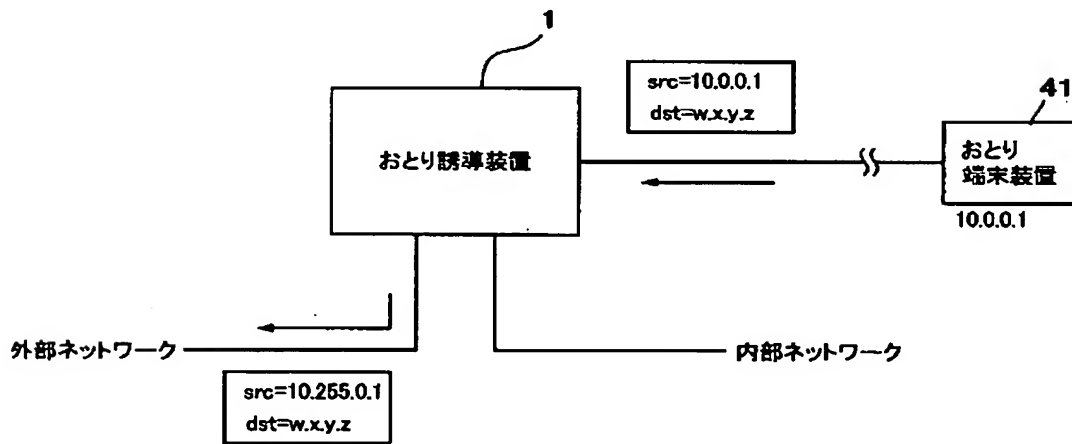 1
src=10.0.0.1
dst=w.x.y.z
41
おとり誘導装置
おとり
端末装置
10.0.0.1
外部ネットワーク
内部ネットワーク
src=10.255.0.1
dst=w.x.y.z